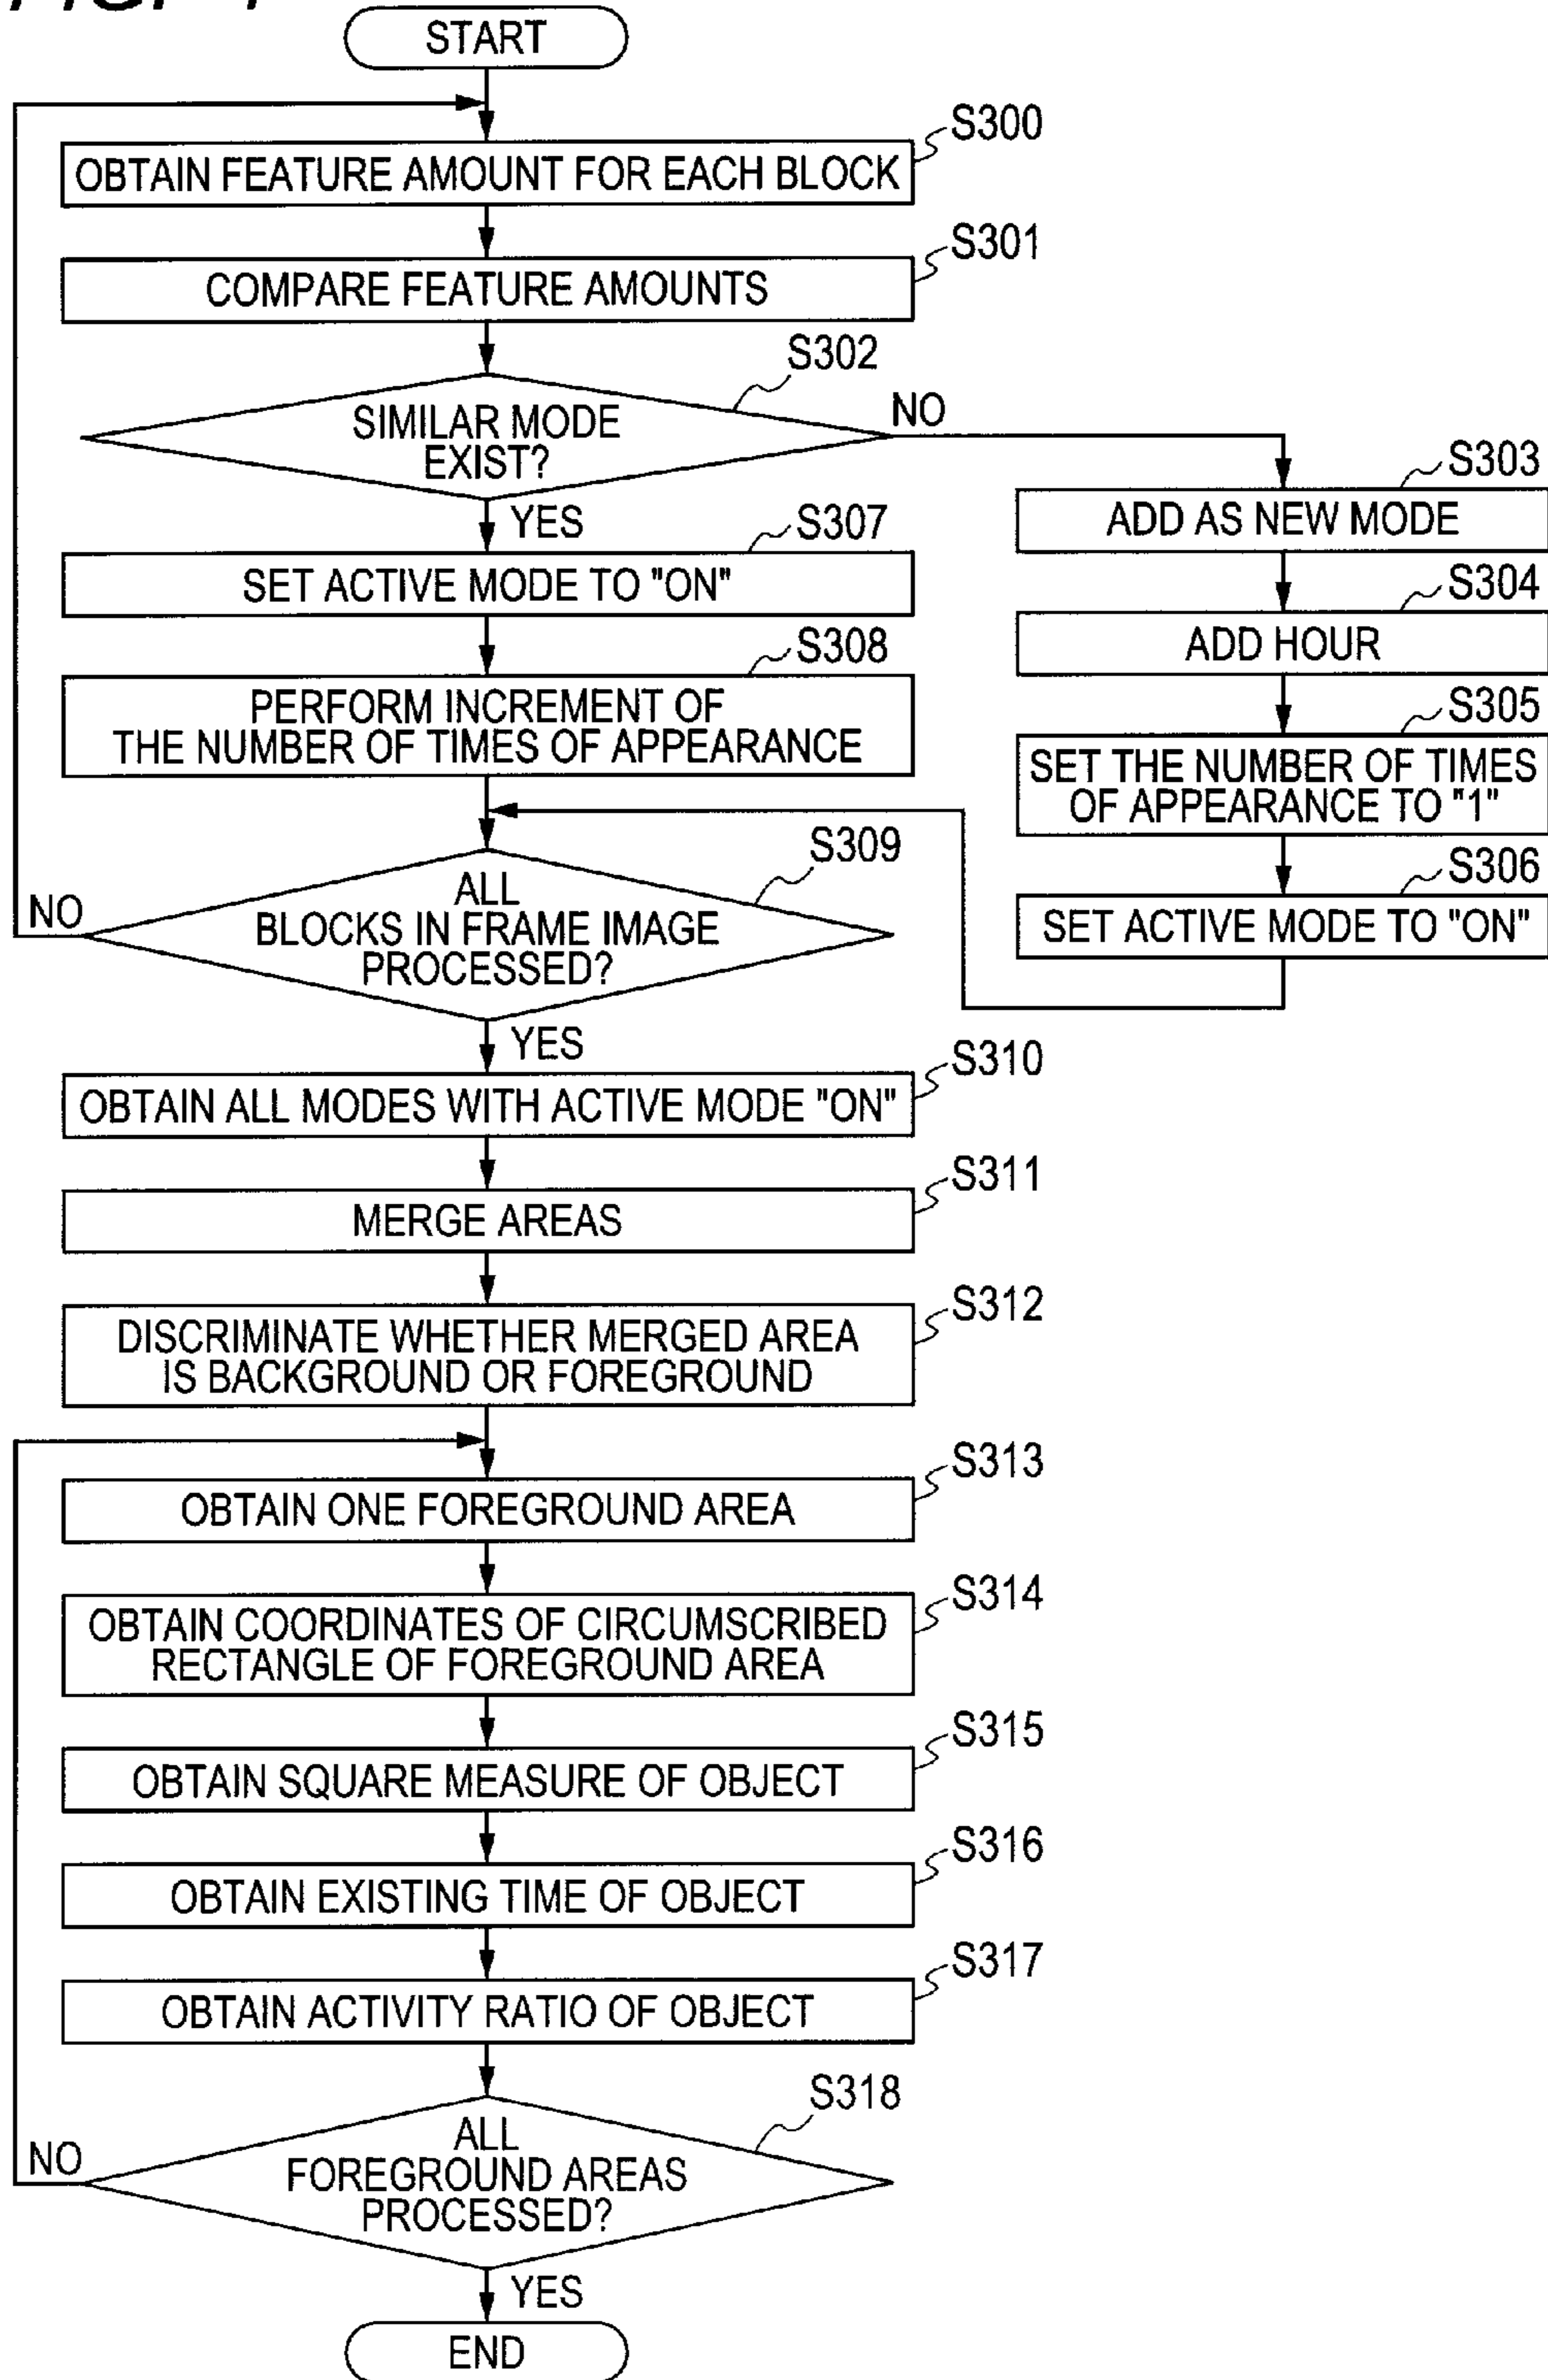 START
S300
OBTAIN FEATURE AMOUNT FOR EACH BLOCK
S301
COMPARE FEATURE AMOUNTS
S302
SIMILAR MODE
EXIST?
NO
YES
S303
ADD AS NEW MODE
S304
ADD HOUR
S305
SET THE NUMBER OF TIMES
OF APPEARANCE TO "1"
S306
SET ACTIVE MODE TO "ON"
S307
SET ACTIVE MODE TO "ON"
S308
PERFORM INCREMENT OF
THE NUMBER OF TIMES OF APPEARANCE
S309
ALL
BLOCKS IN FRAME IMAGE
PROCESSED?
NO
YES
S310
OBTAIN ALL MODES WITH ACTIVE MODE "ON"
S311
MERGE AREAS
S312
DISCRIMINATE WHETHER MERGED AREA
IS BACKGROUND OR FOREGROUND
S313
OBTAIN ONE FOREGROUND AREA
S314
OBTAIN COORDINATES OF CIRCUMSCRIBED
RECTANGLE OF FOREGROUND AREA
S315
OBTAIN SQUARE MEASURE OF OBJECT
S316
OBTAIN EXISTING TIME OF OBJECT
S317
OBTAIN ACTIVITY RATIO OF OBJECT
S318
ALL
FOREGROUND AREAS
PROCESSED?
NO
YES
END